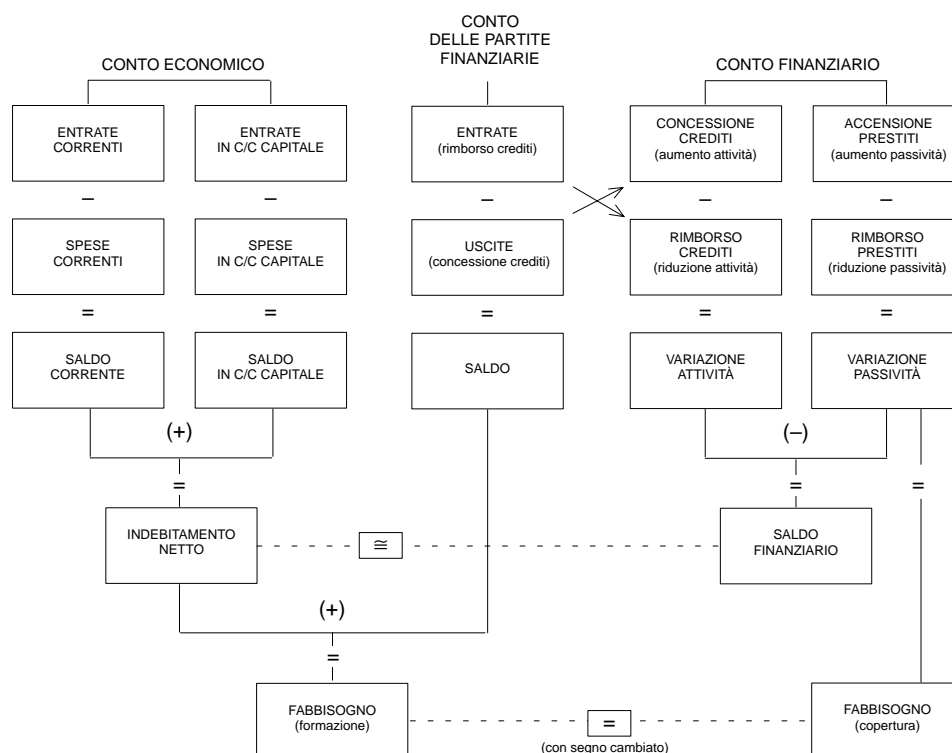 CONTO
DELLE PARTITE
FINANZIARIE
CONTO ECONOMICO
CONTO FINANZIARIO
ENTRATE
CORRENTI
ENTRATE
IN C/C CAPITALE
ENTRATE
(rimborso crediti)
CONCESSIONE
CREDITI
(aumento attività)
ACCENSIONE
PRESTITI
(aumento passività)
–
–
–
–
–
SPESE
CORRENTI
SPESE
IN C/C CAPITALE
USCITE
(concessione crediti)
RIMBORSO
CREDITI
(riduzione attività)
RIMBORSO
PRESTITI
(riduzione passività)
=
=
=
=
=
SALDO
CORRENTE
SALDO
IN C/C CAPITALE
SALDO
VARIAZIONE
ATTIVITÀ
VARIAZIONE
PASSIVITÀ
(+)
(–)
=
=
=
INDEBITAMENTO
NETTO
≅
SALDO
FINANZIARIO
(+)
=
FABBISOGNO
(formazione)
=
(con segno cambiato)
FABBISOGNO
(copertura)